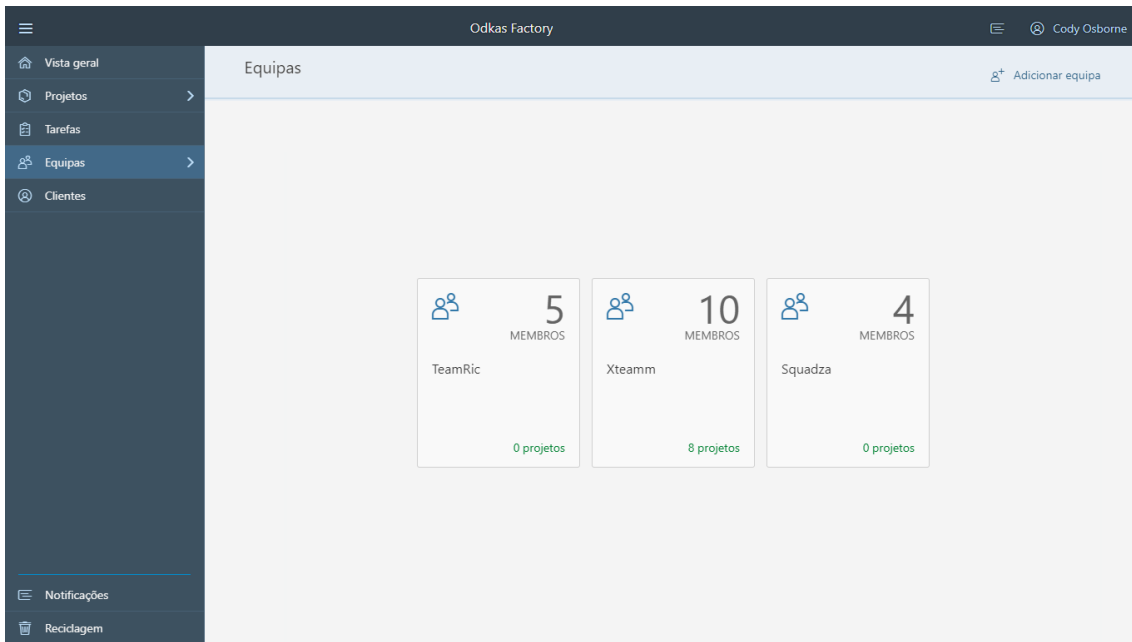 Odkas Factory
Cody Osborne
Vista geral
Projetos
Tarefas
Equipas
Clientes
Notificações
Reciclagem
Equipas
Adicionar equipa
5
MEMBROS
TeamRic
0 projetos
10
MEMBROS
Xteamm
8 projetos
4
MEMBROS
Squadza
0 projetos